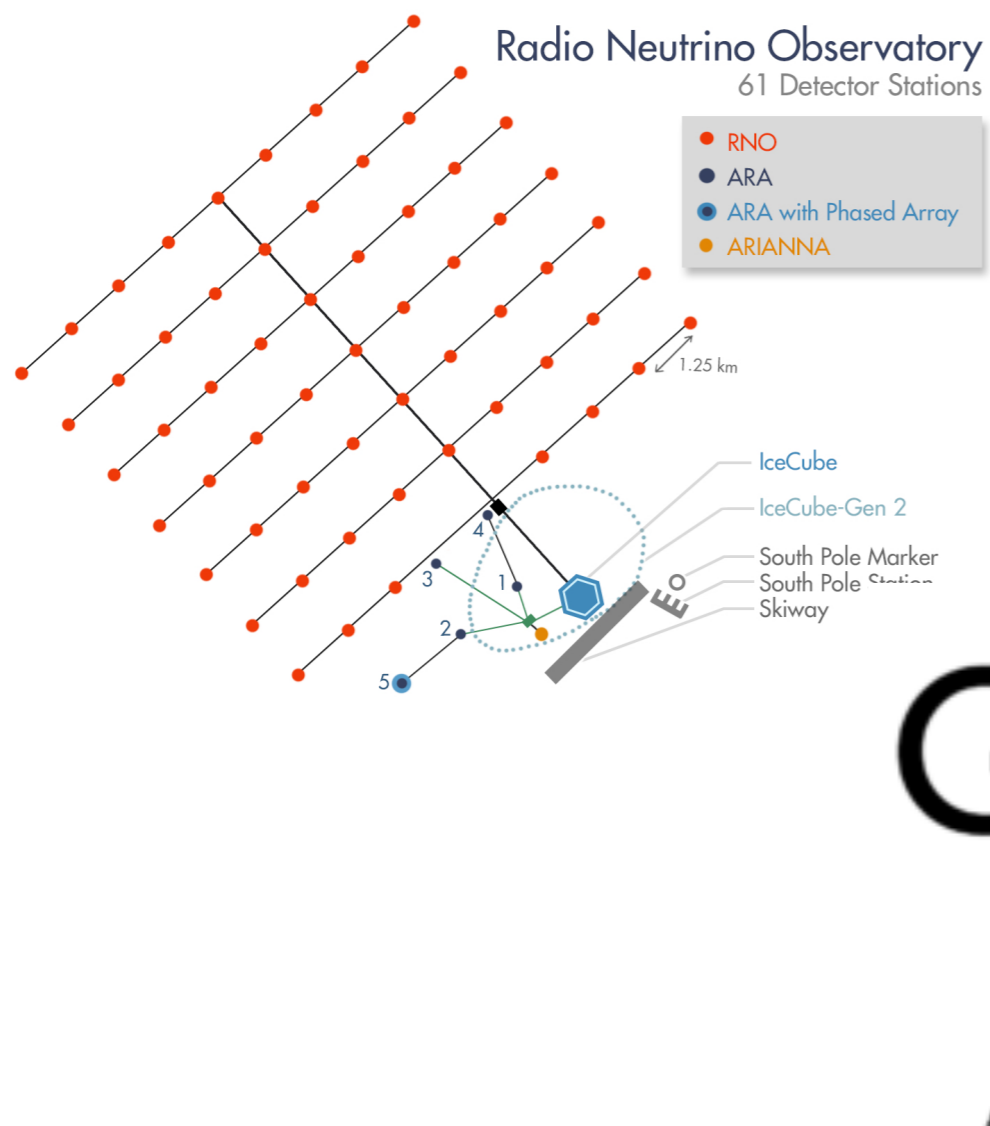 Radio Neutrino Observatory
61 Detector Stations
RNO
ARA
ARA with Phased Array
ARIANNA
1.25 km
IceCube
IceCube-Gen 2
4
South Pole Marker
3
1
South Pole Station
Skiway
2
5